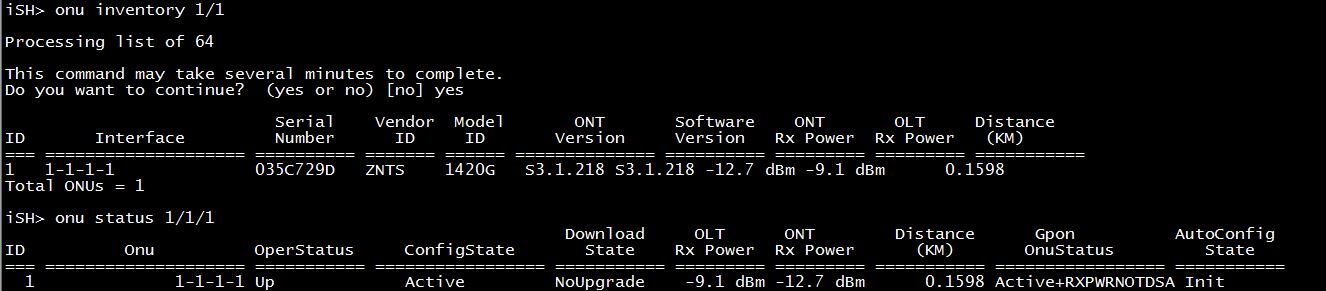 iSH> onu inventory 1/1
Processing list of 64
This command may take several minutes to complete.
Do you want to continue?  (yes or no) [no] yes
                           Serial    Vendor  Model        ONT       Software      ONT       OLT     Distance
ID         Interface       Number      ID     ID        Version     Version    Rx Power  Rx Power     (KM)
=== ==================== ========== ======= ====== ============== ========== ========= ========= ===========
1   1-1-1-1              035C729D   ZNTS    1420G   S3.1.218 S3.1.218 -12.7 dBm -9.1 dBm      0.1598
Total ONUs = 1
iSH> onu status 1/1/1
                                                        Download     OLT      ONT        Distance        Gpon          AutoConfig
ID            Onu          OperStatus     ConfigState     State    Rx Power  Rx Power      (KM)        OnuStatus          State
=== ==================== =========== ================= =========== ========= ========= =========== ================== ===========
  1              1-1-1-1 Up             Active         NoUpgrade    -9.1 dBm -12.7 dBm      0.1598 Active+RXPWRNOTDSA Init